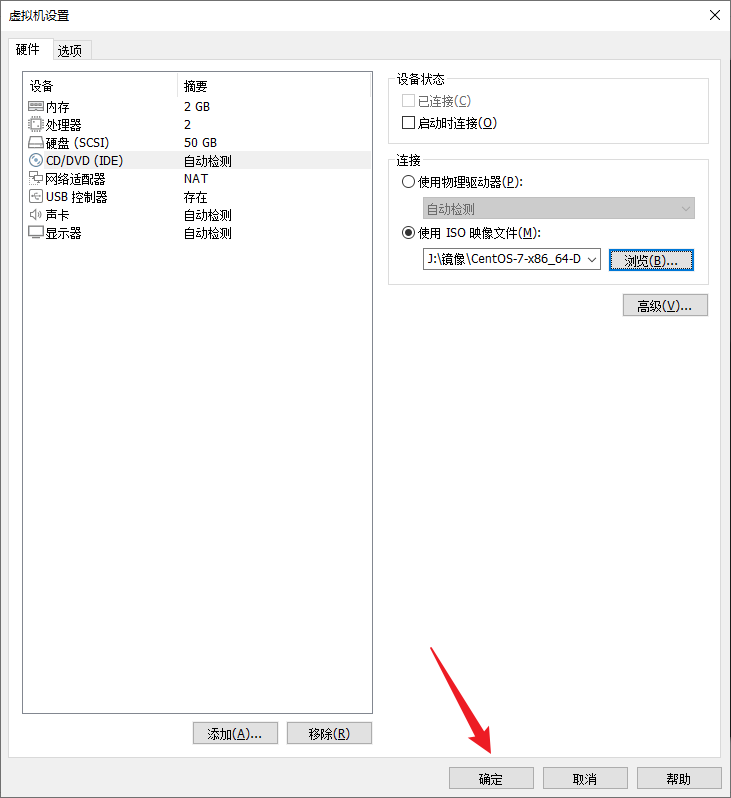 虚拟机设置
硬件 选项
设备 摘要
内存 2 GB
处理器 2
硬盘 (SCSI) 50 GB
CD/DVD (IDE) 自动检测
网络适配器 NAT
USB 控制器 存在
声卡 自动检测
显示器 自动检测
添加(A)... 移除(R)
设备状态
已连接(C)
启动时连接(O)
连接
使用物理驱动器(P):
自动检测
使用 ISO 映像文件(M):
J:\镜像\CentOS-7-x86_64-D 浏览(B)...
高级(V)...
确定 取消 帮助